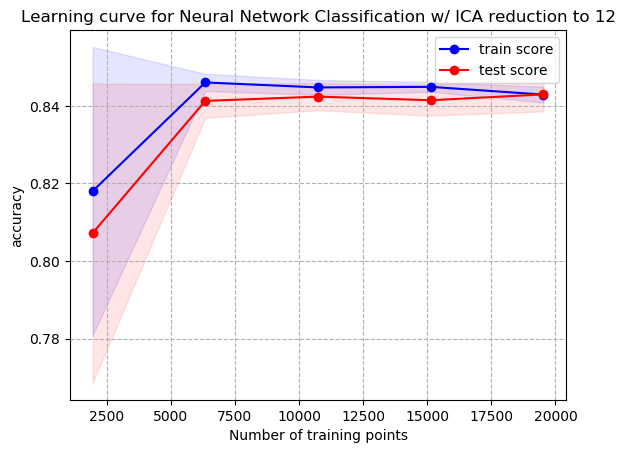 Learning curve for Neural Network Classification w/ ICA reduction to 12
train score
test score
accuracy
0.84
0.82
0.80
0.78
2500 5000 7500 10000 12500 15000 17500 20000
Number of training points